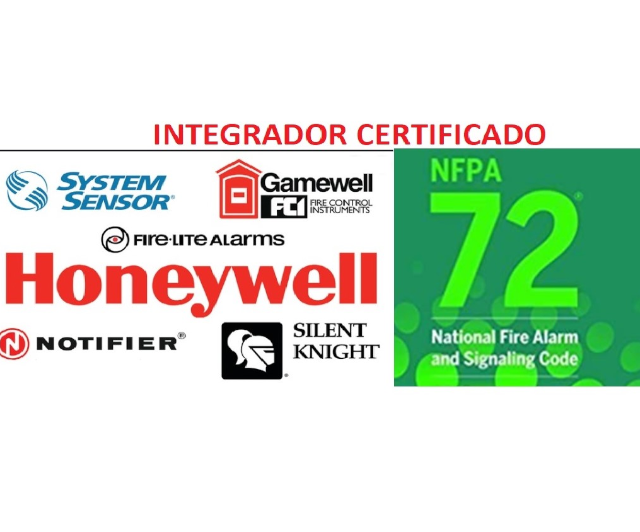 INTEGRADOR CERTIFICADO
SYSTEM
SENSOR®
Gamewell
FCI
FIRE CONTROL
INSTRUMENTS
FIRE·LITE ALARMS
Honeywell
NOTIFIER®
SILENT
KNIGHT
®
NFPA
72®
National Fire Alarm
and Signaling Code